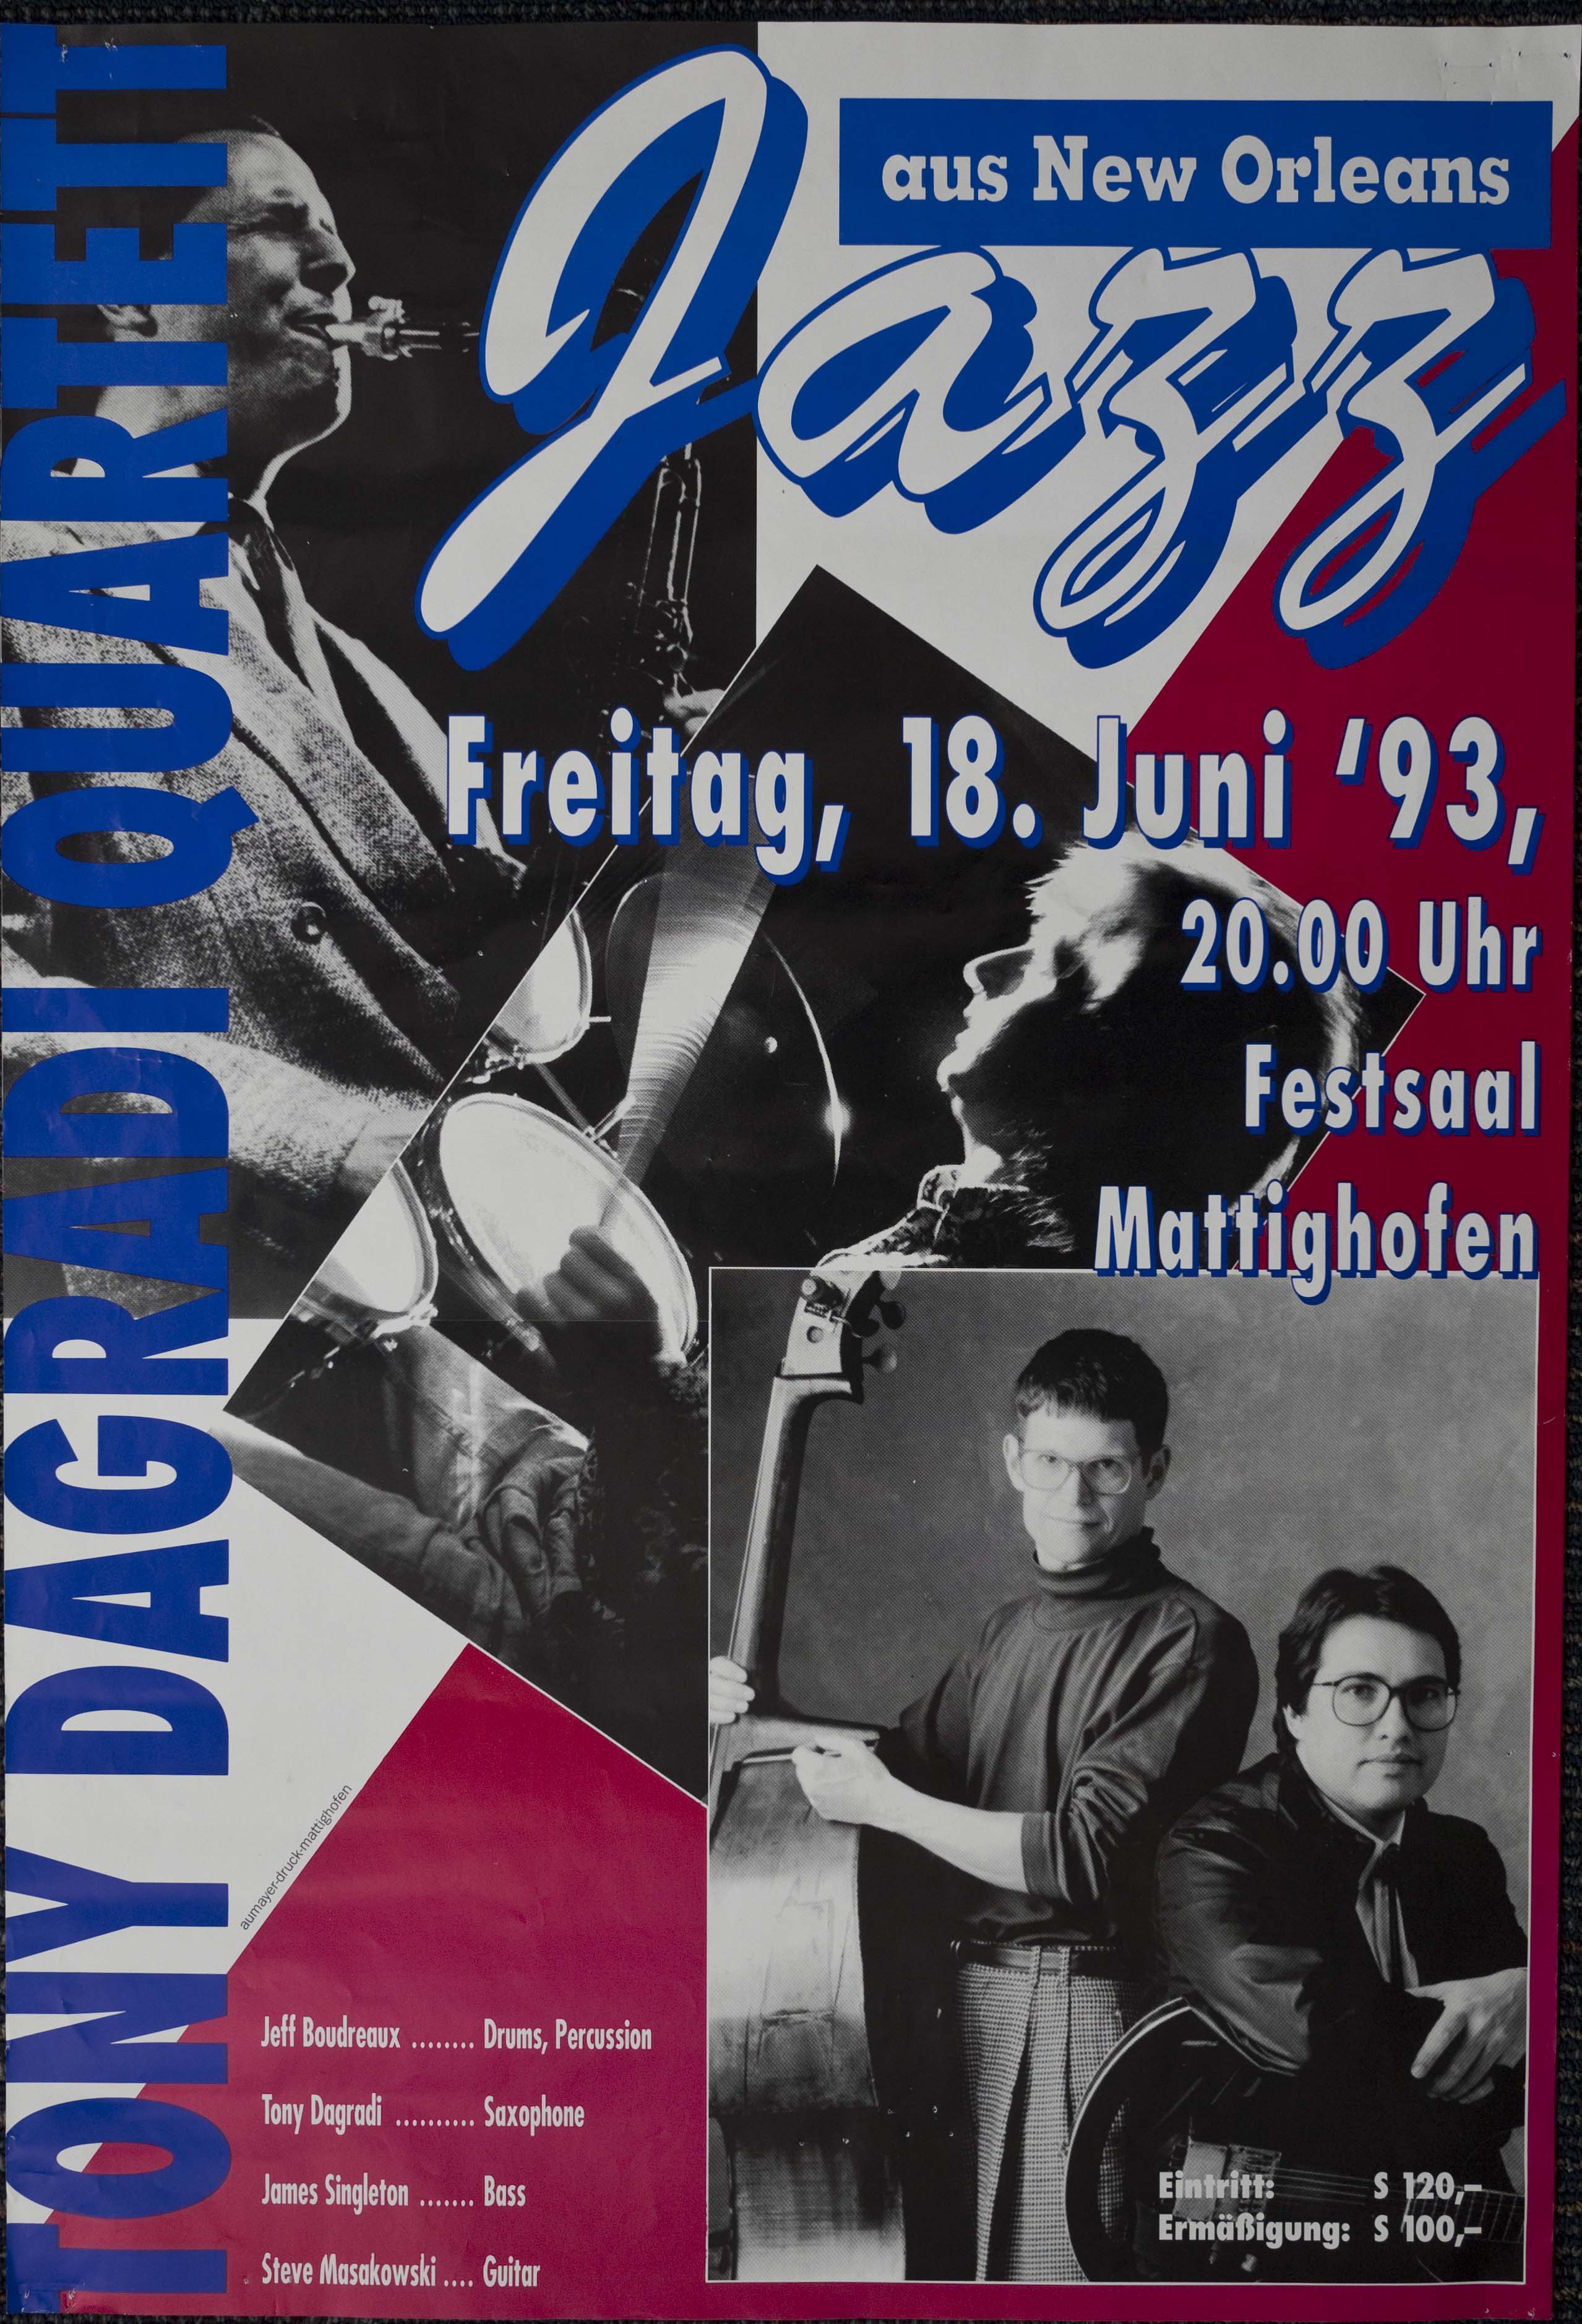 TONY DAGRADI QUARTETT
Jazz
aus New Orleans
Freitag, 18. Juni '93,
20.00 Uhr
Festsaal
Mattighofen
aumayer-druck-mattighofen
Jeff Boudreaux ........ Drums, Percussion
Tony Dagradi .......... Saxophone
James Singleton ....... Bass
Steve Masakowski .... Guitar
Eintritt: S 120,–
Ermäßigung: S 100,–